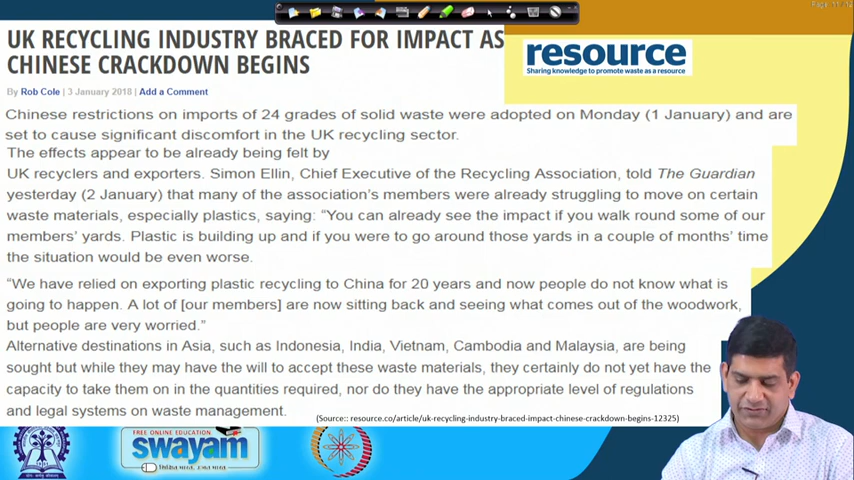 Page 11 / 12
UK RECYCLING INDUSTRY BRACED FOR IMPACT AS
CHINESE CRACKDOWN BEGINS
resource
Sharing knowledge to promote waste as a resource
By Rob Cole | 3 January 2018 | Add a Comment
Chinese restrictions on imports of 24 grades of solid waste were adopted on Monday (1 January) and are
set to cause significant discomfort in the UK recycling sector.
The effects appear to be already being felt by
UK recyclers and exporters. Simon Ellin, Chief Executive of the Recycling Association, told The Guardian
yesterday (2 January) that many of the association's members were already struggling to move on certain
waste materials, especially plastics, saying: "You can already see the impact if you walk round some of our
members' yards. Plastic is building up and if you were to go around those yards in a couple of months' time
the situation would be even worse.
"We have relied on exporting plastic recycling to China for 20 years and now people do not know what is
going to happen. A lot of [our members] are now sitting back and seeing what comes out of the woodwork,
but people are very worried."
Alternative destinations in Asia, such as Indonesia, India, Vietnam, Cambodia and Malaysia, are being
sought but while they may have the will to accept these waste materials, they certainly do not yet have the
capacity to take them on in the quantities required, nor do they have the appropriate level of regulations
and legal systems on waste management.
(Source:: resource.co/article/uk-recycling-industry-braced-impact-chinese-crackdown-begins-12325)
FREE ONLINE EDUCATION
swayam